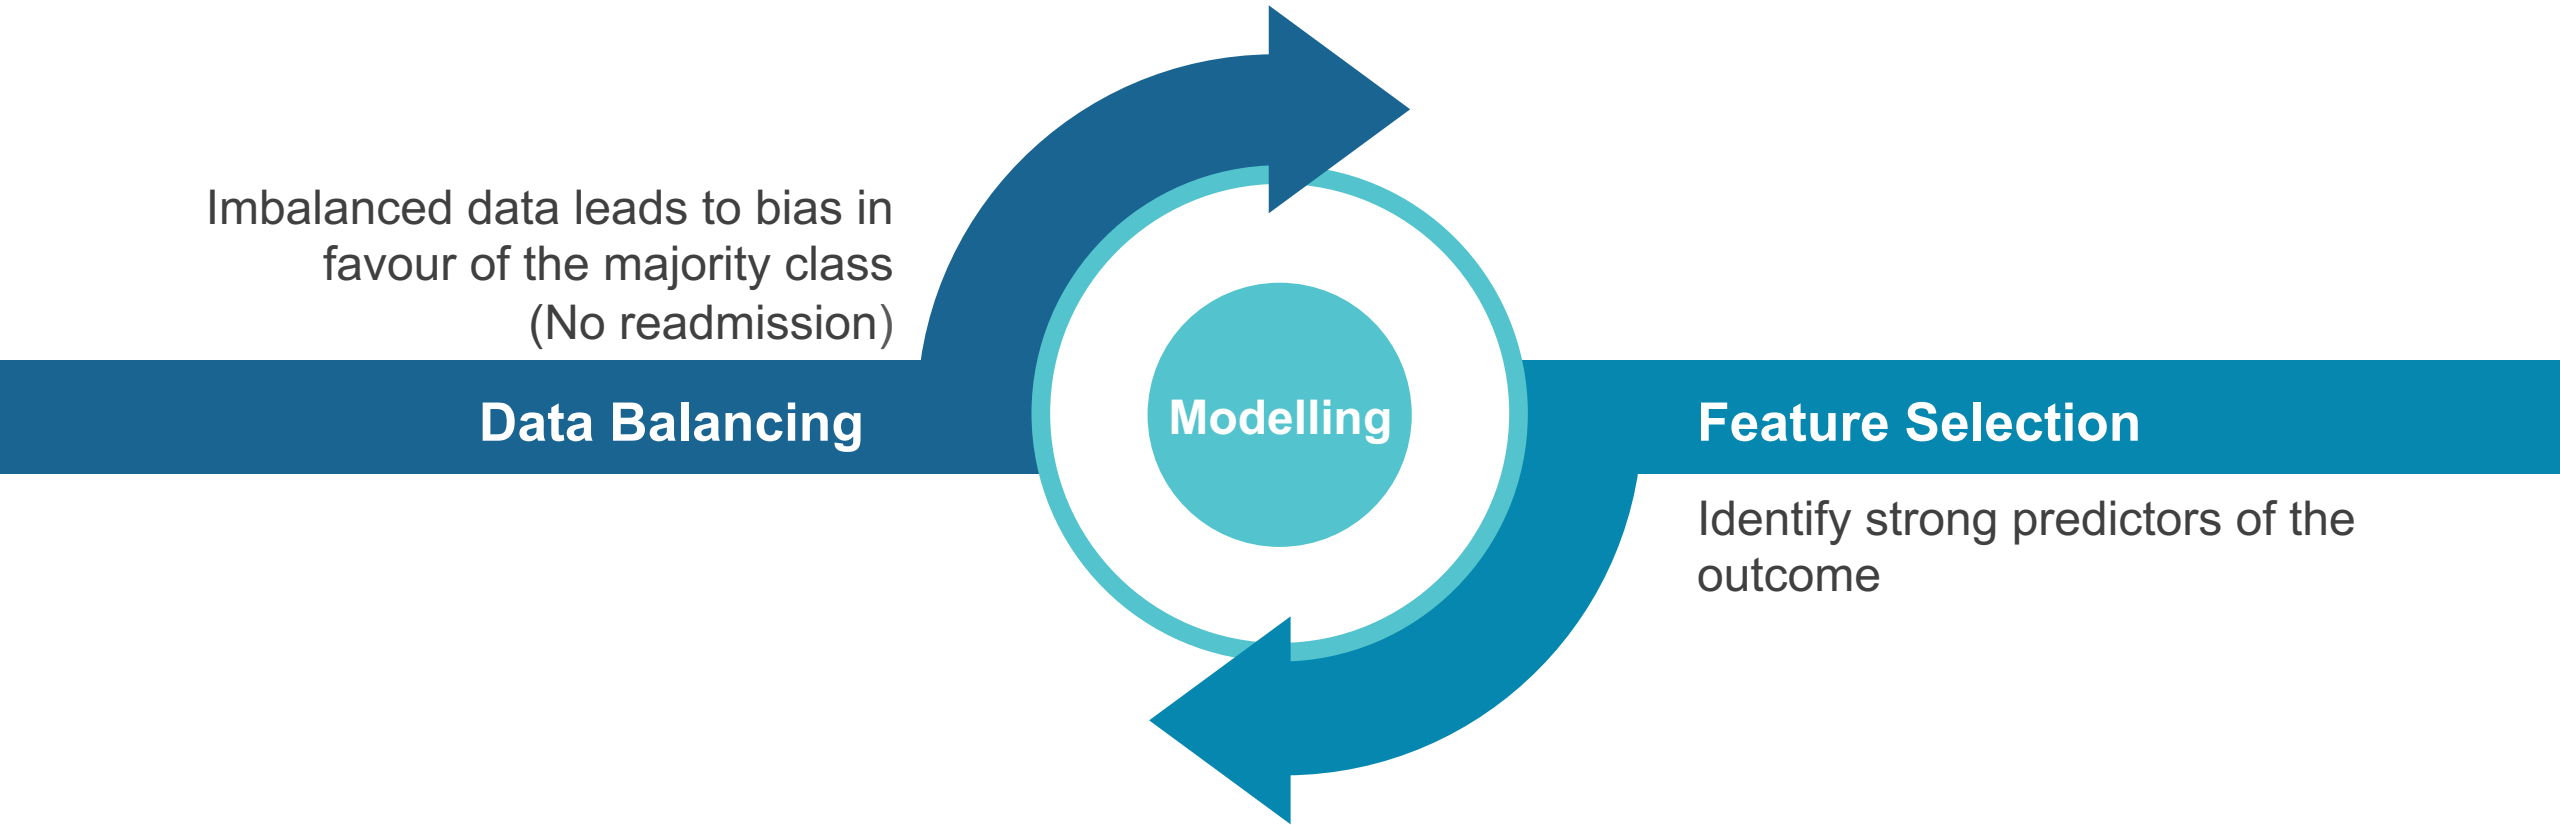 Imbalanced data leads to bias in
favour of the majority class
(No readmission)
Data Balancing
Modelling
Feature Selection
Identify strong predictors of the
outcome